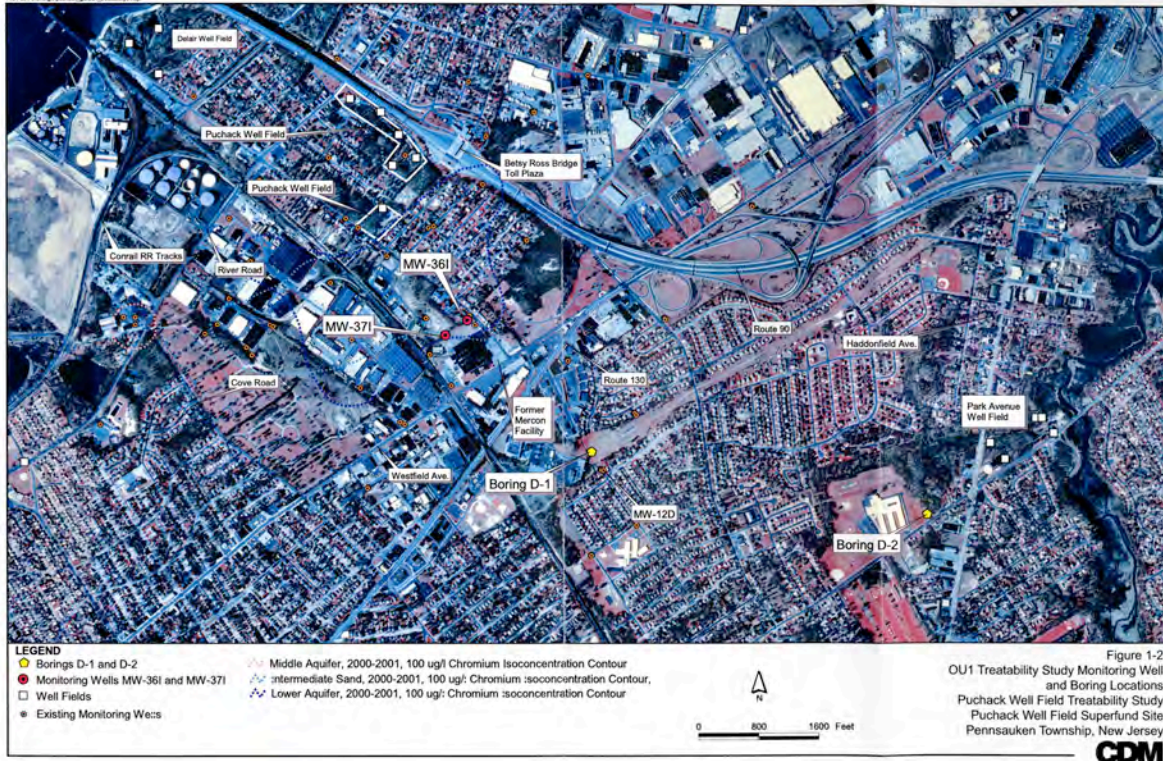 Delair Well Field
Puchack Well Field
Betsy Ross Bridge
Toll Plaza
Puchack Well Field
Conrail RR Tracks
River Road
MW-36I
MW-37I
Route 90
Haddonfield Ave.
Cove Road
Route 130
Former
Mercon
Facility
Park Avenue
Well Field
Westfield Ave.
Boring D-1
MW-12D
Boring D-2
LEGEND
Borings D-1 and D-2
Monitoring Wells MW-36I and MW-37I
Well Fields
Existing Monitoring We::s
Middle Aquifer, 2000-2001, 100 ug/l Chromium Isoconcentration Contour
:ntermediate Sand, 2000-2001, 100 ug/: Chromium :soconcentration Contour,
Lower Aquifer, 2000-2001, 100 ug/: Chromium :soconcentration Contour
N
0 800 1600 Feet
Figure 1-2
OU1 Treatability Study Monitoring Well
and Boring Locations
Puchack Well Field Treatability Study
Puchack Well Field Superfund Site
Pennsauken Township, New Jersey
CDM